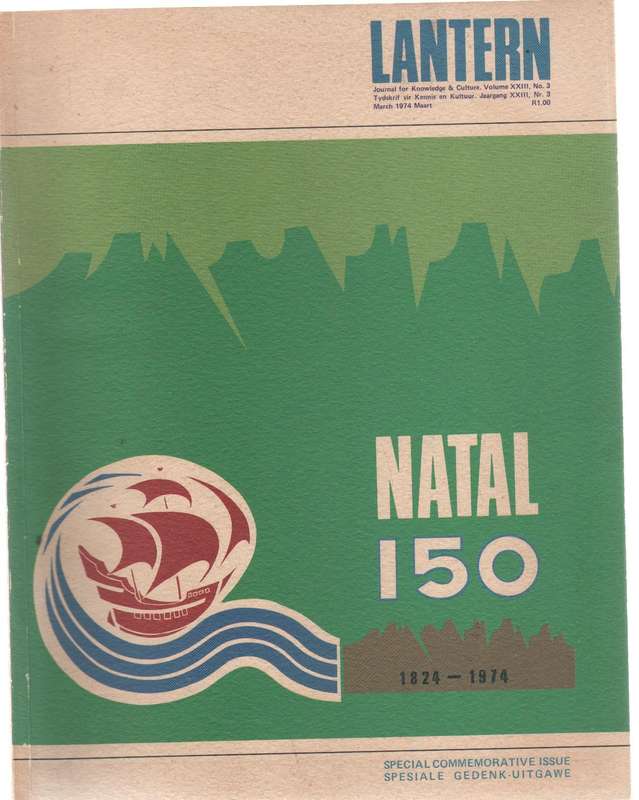 LANTERN
Journal for Knowledge & Culture. Volume XXIII, No. 3
Tydskrif vir Kennis en Kultuur. Jaargang XXIII, Nr. 3
March 1974 Maart R1.00
NATAL
150
1824 — 1974
SPECIAL COMMEMORATIVE ISSUE
SPESIALE GEDENK-UITGAWE